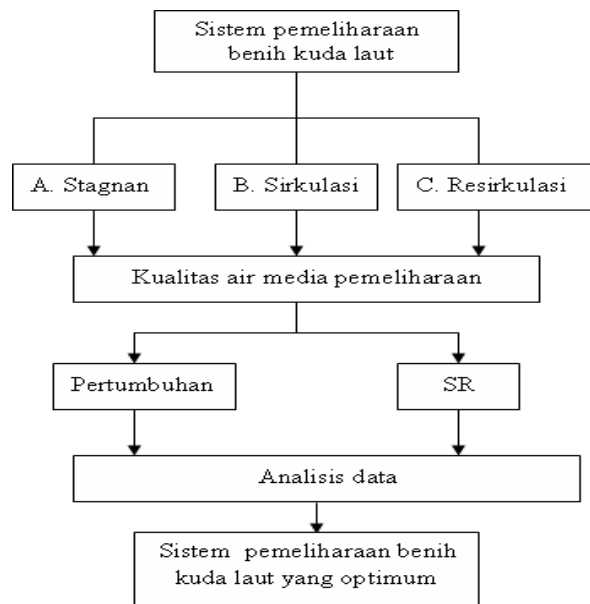 Sistem pemeliharaan
benih kuda laut
A. Stagnan
B. Sirkulasi
C. Resirkulasi
Kualitas air media pemeliharaan
Pertumbuhan
SR
Analisis data
Sistem pemeliharaan benih
kuda laut yang optimum